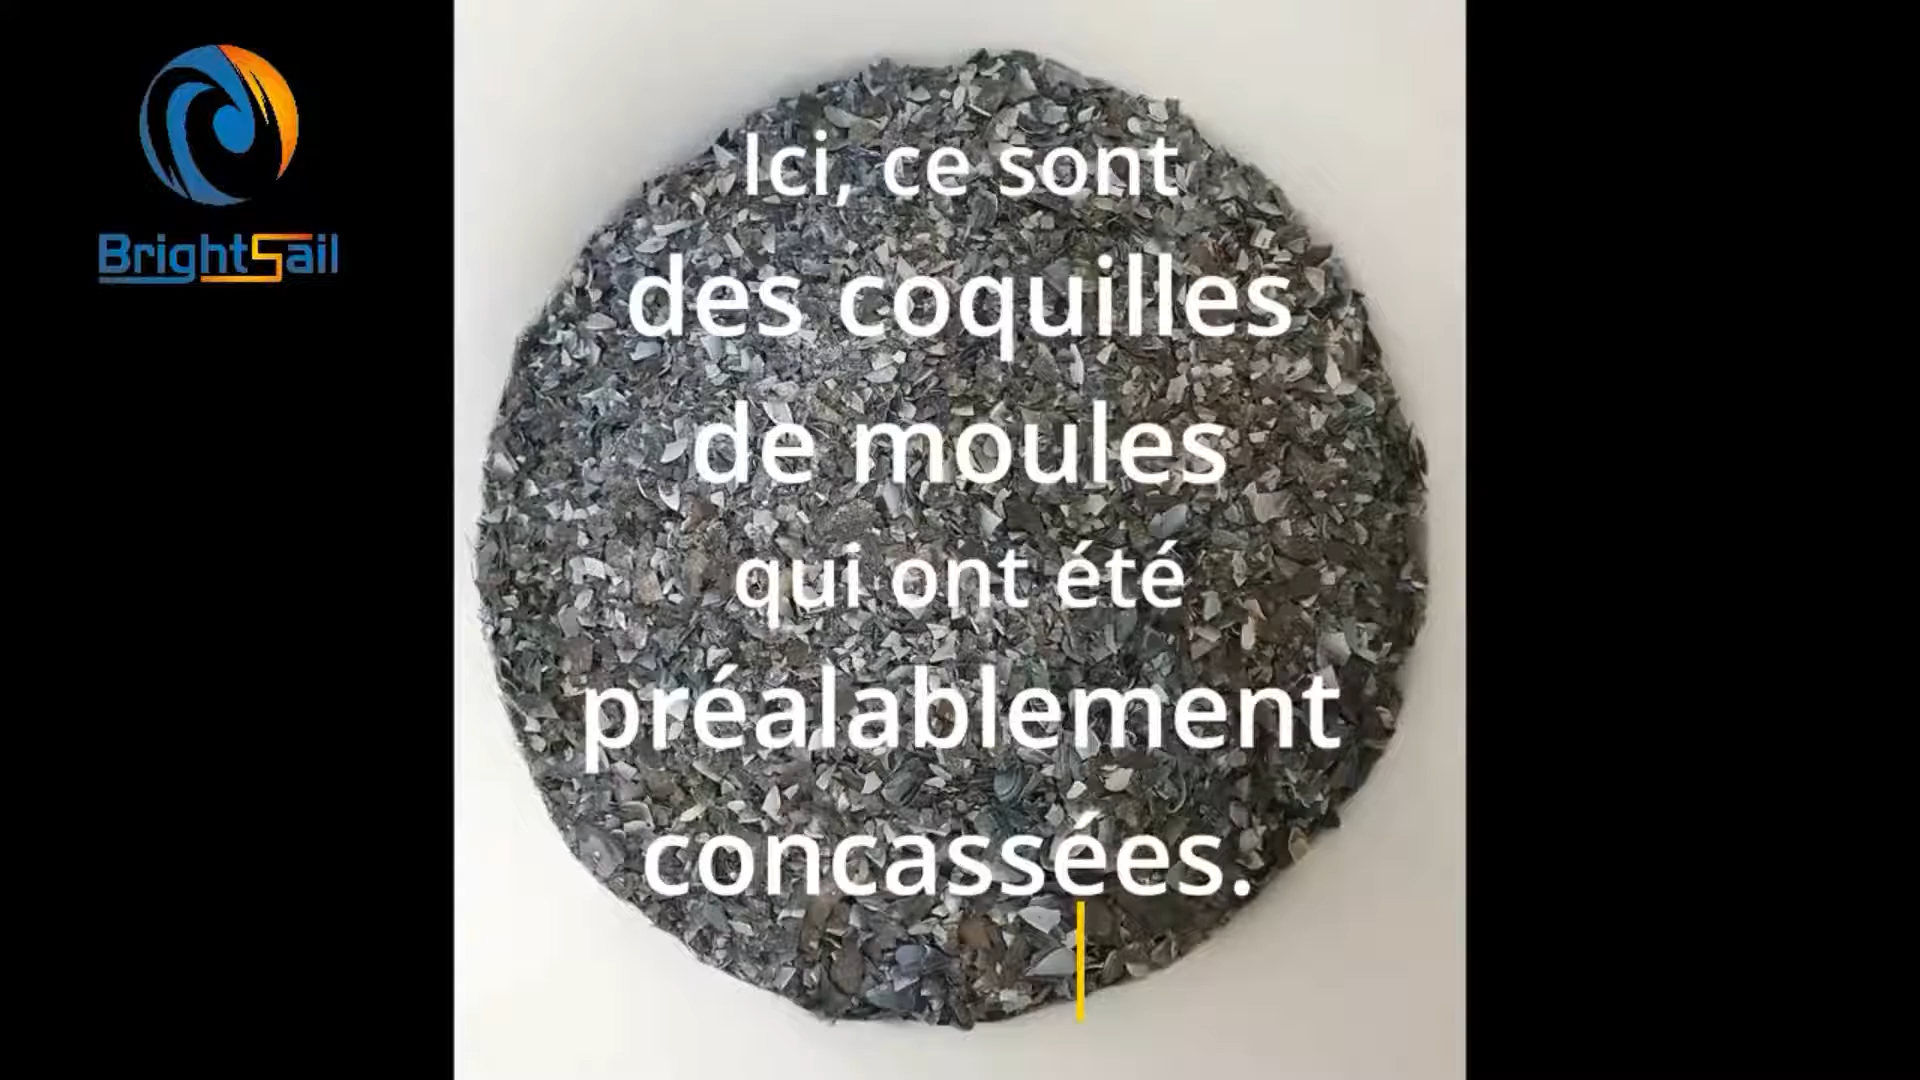 BrightSail
Ici, ce sont
des coquilles
de moules
qui ont été
préalablement
concassées.